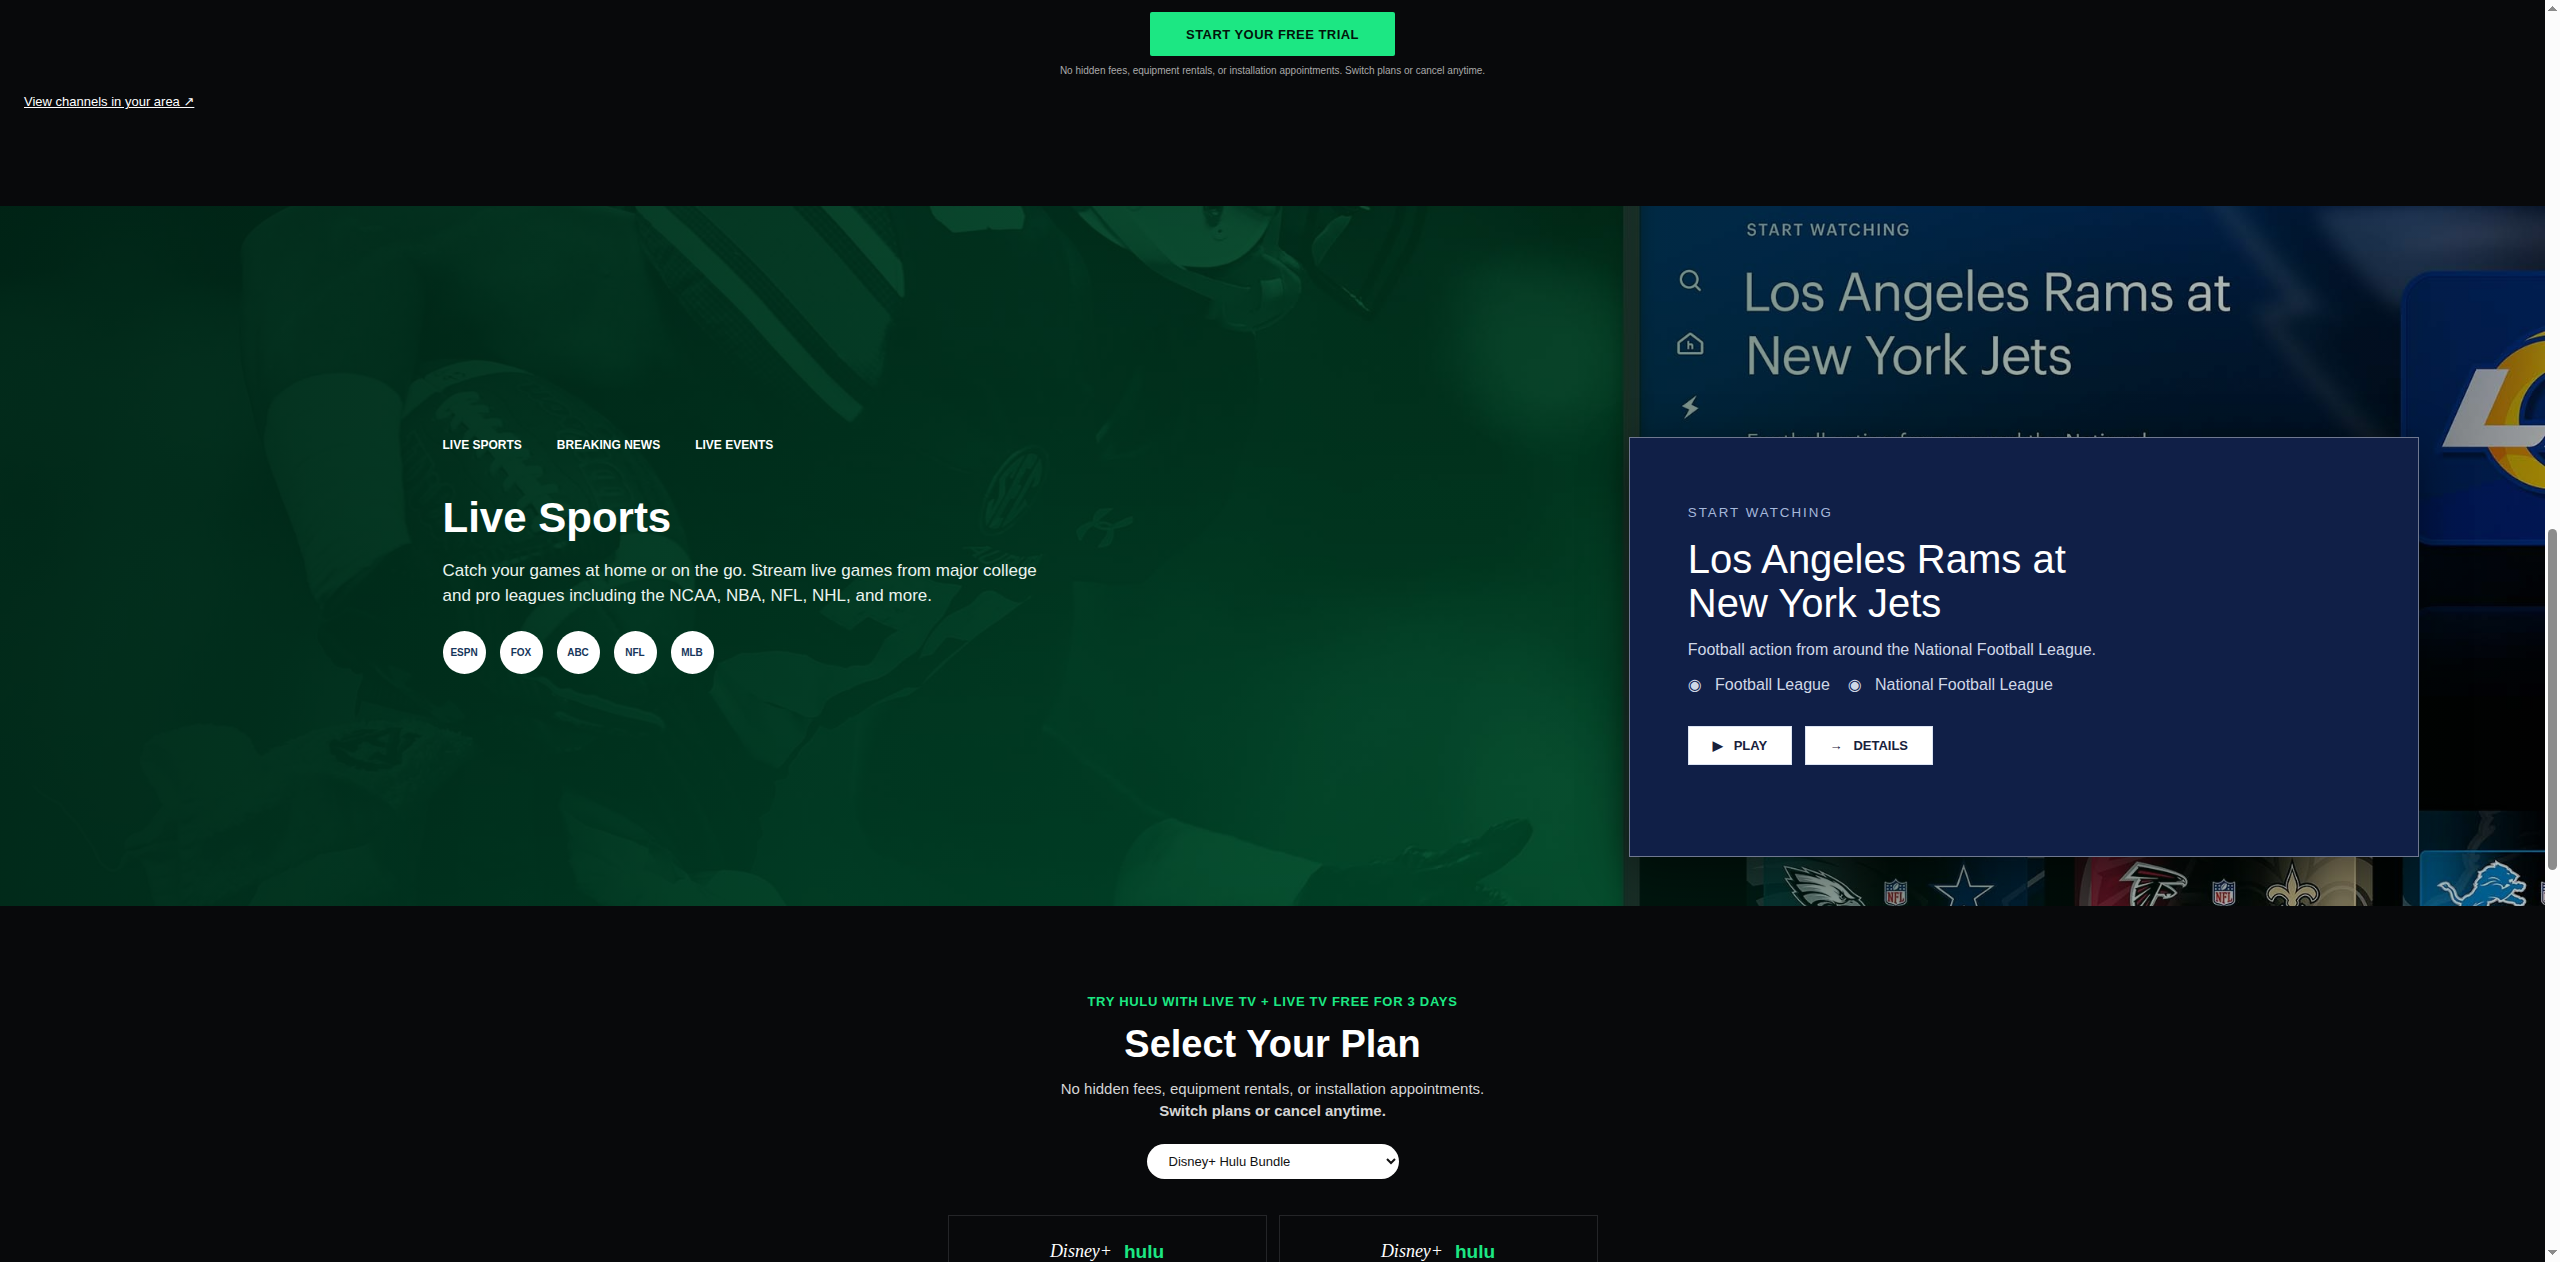 START YOUR FREE TRIAL
No hidden fees, equipment rentals, or installation appointments. Switch plans or cancel anytime.
View channels in your area ↗
START WATCHING
Los Angeles Rams at
New York Jets
LIVE SPORTS
BREAKING NEWS
LIVE EVENTS
Live Sports
Catch your games at home or on the go. Stream live games from major college
and pro leagues including the NCAA, NBA, NFL, NHL, and more.
ESPN
FOX
ABC
NFL
MLB
START WATCHING
Los Angeles Rams at
New York Jets
Football action from around the National Football League.
◉ Football League ◉ National Football League
▶ PLAY
→ DETAILS
NFL
NFL
TRY HULU WITH LIVE TV + LIVE TV FREE FOR 3 DAYS
Select Your Plan
No hidden fees, equipment rentals, or installation appointments.
Switch plans or cancel anytime.
Disney+ Hulu Bundle
Disney+ hulu
Disney+ hulu